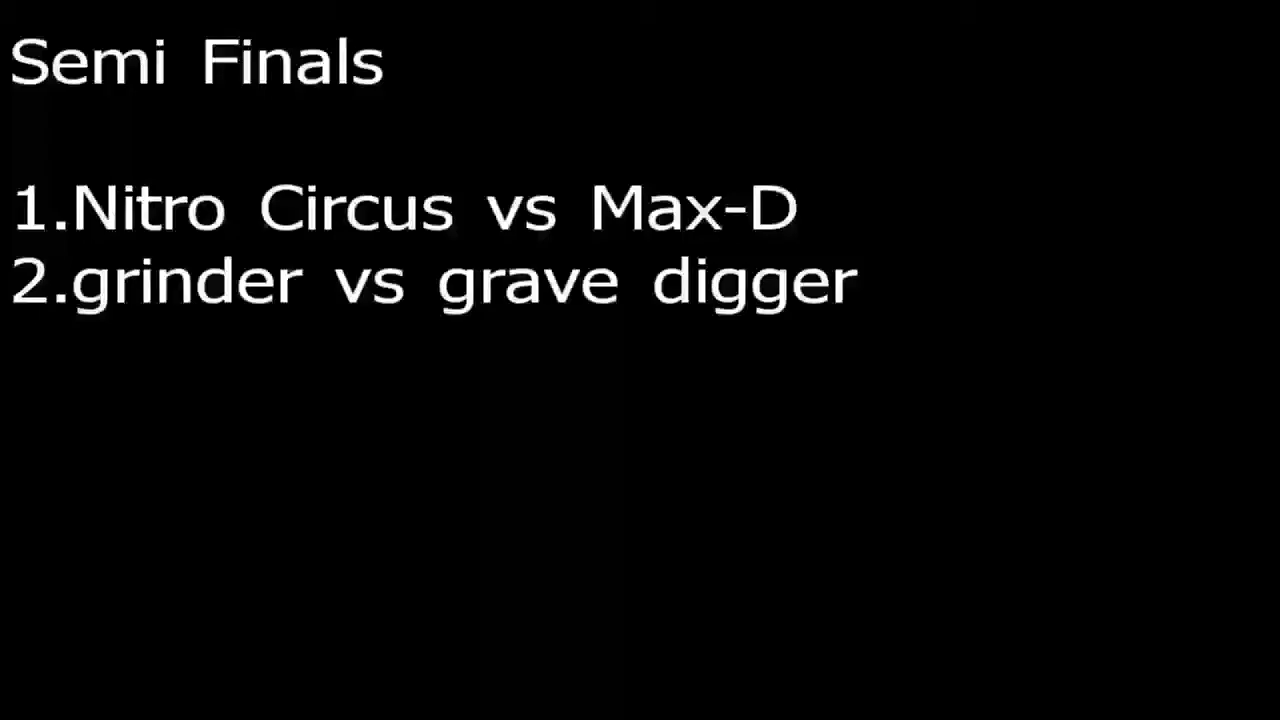 Semi Finals
1.Nitro Circus vs Max-D
2.grinder vs grave digger